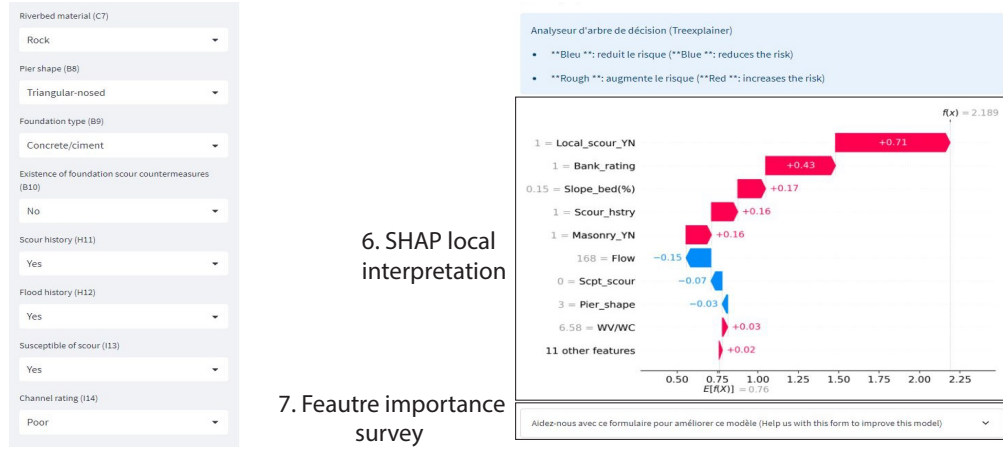 Riverbed material (C7)
Rock
Pier shape (B8)
Triangular-nosed
Foundation type (B9)
Concrete/ciment
Existence of foundation scour countermeasures
(B10)
No
Scour history (H11)
Yes
Flood history (H12)
Yes
Susceptible of scour (I13)
Yes
Channel rating (I14)
Poor
6. SHAP local
interpretation
7. Feautre importance
survey
Analyseur d'arbre de décision (Treexplainer)
• **Bleu **: reduit le risque (**Blue **: reduces the risk)
• **Rough **: augmente le risque (**Red **: increases the risk)
f(x) = 2.189
1 = Local_scour_YN +0.71
1 = Bank_rating +0.43
0.15 = Slope_bed(%) +0.17
1 = Scour_hstry +0.16
1 = Masonry_YN +0.16
168 = Flow −0.15
0 = Scpt_scour −0.07
3 = Pier_shape −0.03
6.58 = WV/WC +0.03
11 other features +0.02
0.50 0.75 1.00 1.25 1.50 1.75 2.00 2.25
E[f(X)] = 0.76
Aidez-nous avec ce formulaire pour améliorer ce modèle (Help us with this form to improve this model)